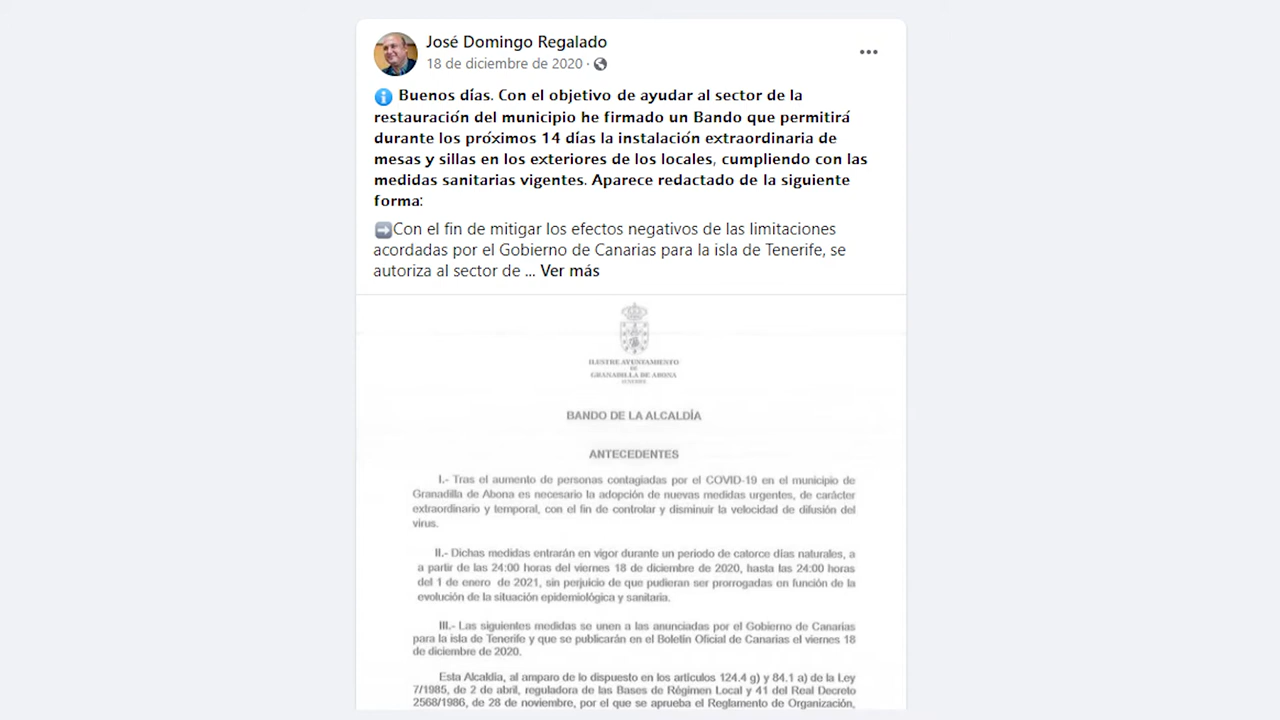 José Domingo Regalado
18 de diciembre de 2020 ·
Buenos días. Con el objetivo de ayudar al sector de la
restauración del municipio he firmado un Bando que permitirá
durante los próximos 14 días la instalación extraordinaria de
mesas y sillas en los exteriores de los locales, cumpliendo con las
medidas sanitarias vigentes. Aparece redactado de la siguiente
forma:
Con el fin de mitigar los efectos negativos de las limitaciones
acordadas por el Gobierno de Canarias para la isla de Tenerife, se
autoriza al sector de ... Ver más
ILUSTRE AYUNTAMIENTO
DE
GRANADILLA DE ABONA
TENERIFE
BANDO DE LA ALCALDÍA
ANTECEDENTES
I.- Tras el aumento de personas contagiadas por el COVID-19 en el municipio de
Granadilla de Abona es necesario la adopción de nuevas medidas urgentes, de carácter
extraordinario y temporal, con el fin de controlar y disminuir la velocidad de difusión del
virus.
II.- Dichas medidas entrarán en vigor durante un periodo de catorce días naturales, a
a partir de las 24:00 horas del viernes 18 de diciembre de 2020, hasta las 24:00 horas
del 1 de enero de 2021, sin perjuicio de que pudieran ser prorrogadas en función de la
evolución de la situación epidemiológica y sanitaria.
III.- Las siguientes medidas se unen a las anunciadas por el Gobierno de Canarias
para la isla de Tenerife y que se publicarán en el Boletín Oficial de Canarias el viernes 18
de diciembre de 2020.
Esta Alcaldía, al amparo de lo dispuesto en los artículos 124.4 g) y 84.1 a) de la Ley
7/1985, de 2 de abril, reguladora de las Bases de Régimen Local y 41 del Real Decreto
2568/1986, de 28 de noviembre, por el que se aprueba el Reglamento de Organización,